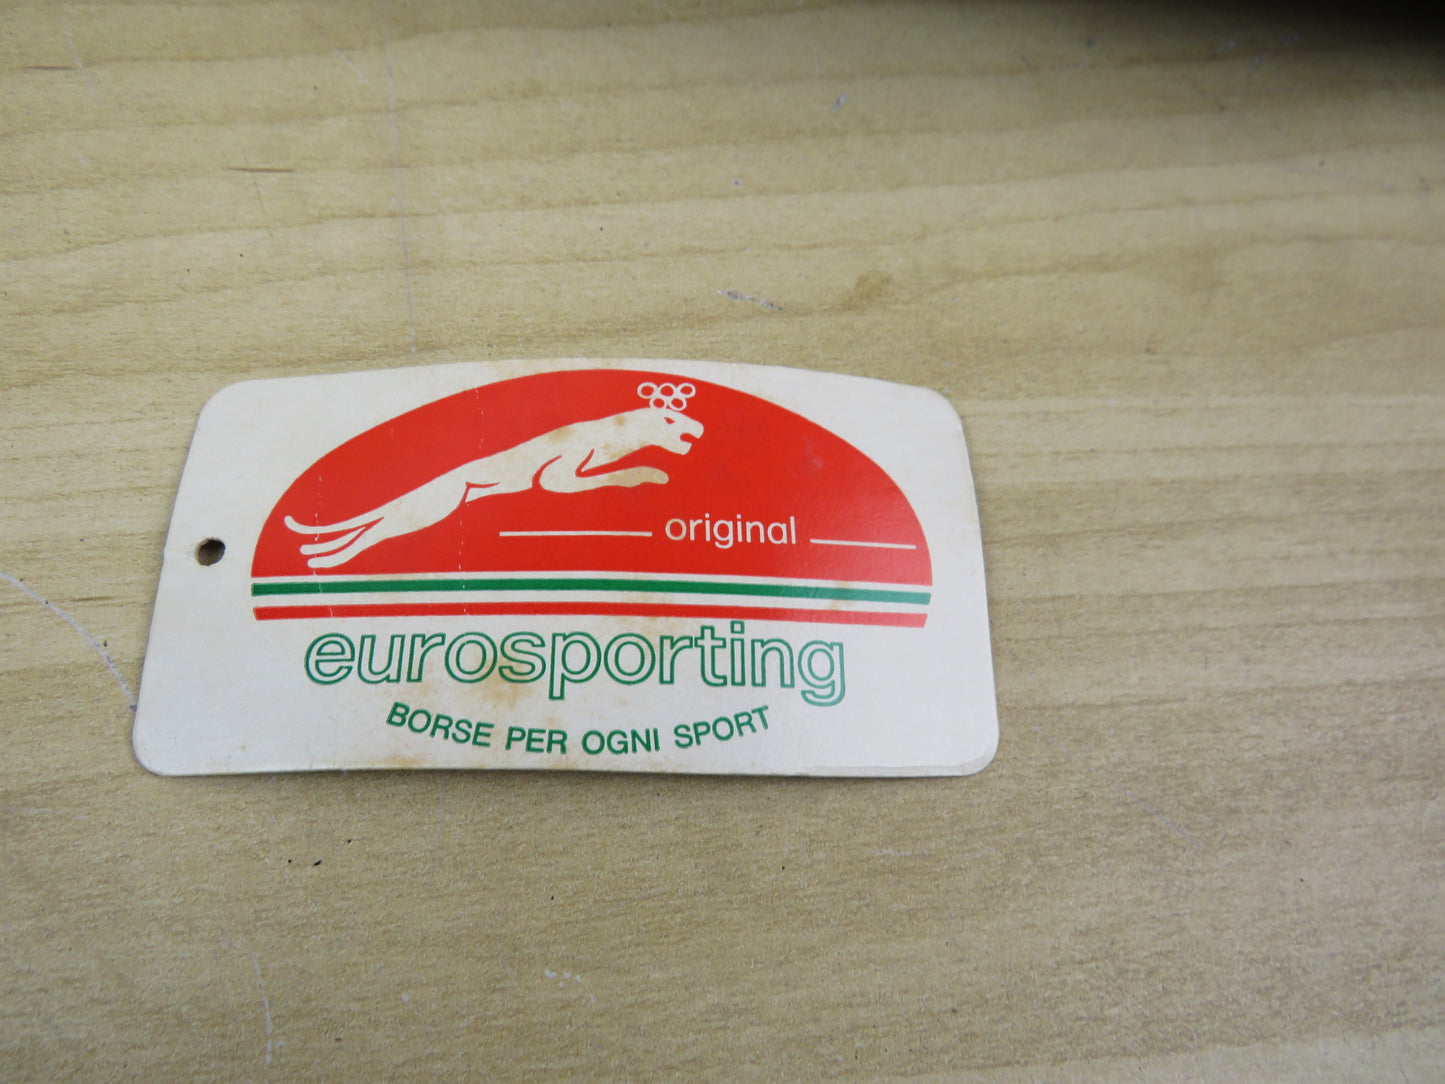 original
eurosporting
BORSE PER OGNI SPORT